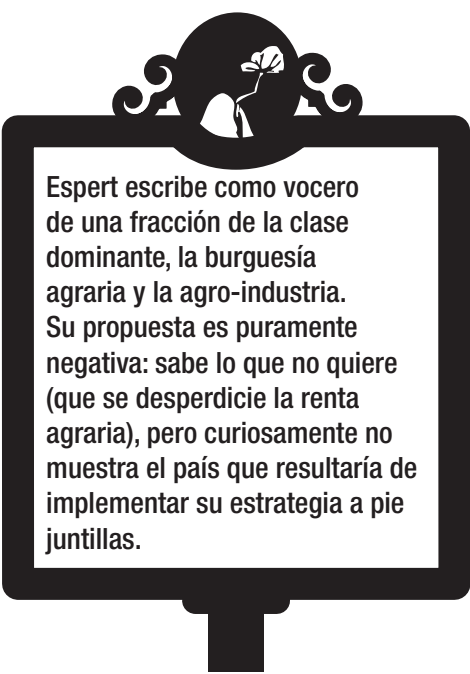 Espert escribe como vocero
de una fracción de la clase
dominante, la burguesía
agraria y la agro-industria.
Su propuesta es puramente
negativa: sabe lo que no quiere
(que se desperdicie la renta
agraria), pero curiosamente no
muestra el país que resultaría de
implementar su estrategia a pie
juntillas.